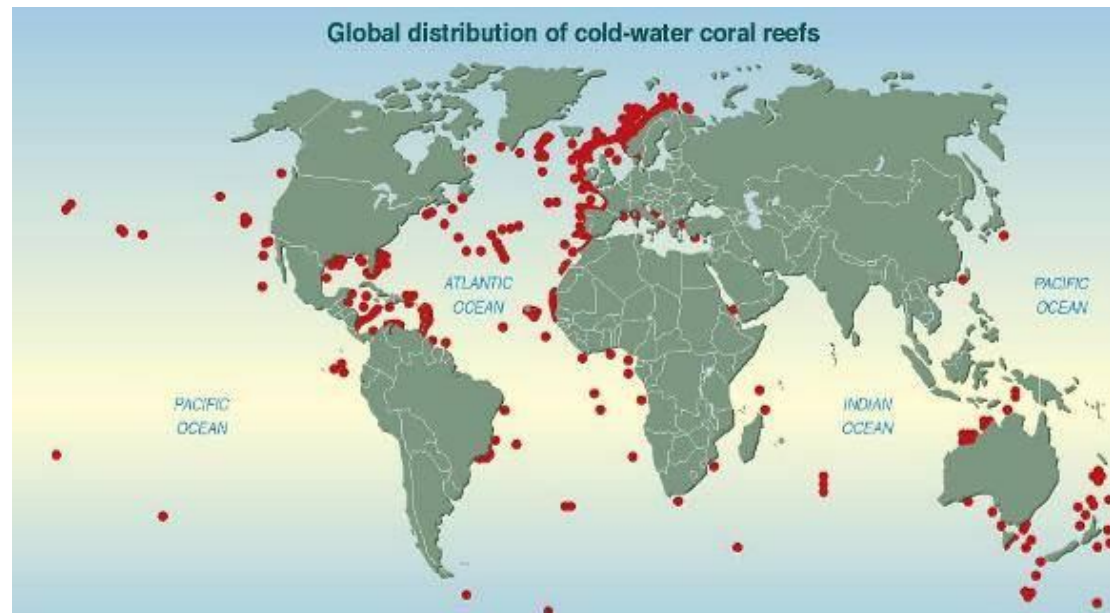 Global distribution of cold-water coral reefs
ATLANTIC
OCEAN
PACIFIC
OCEAN
PACIFIC
OCEAN
INDIAN
OCEAN